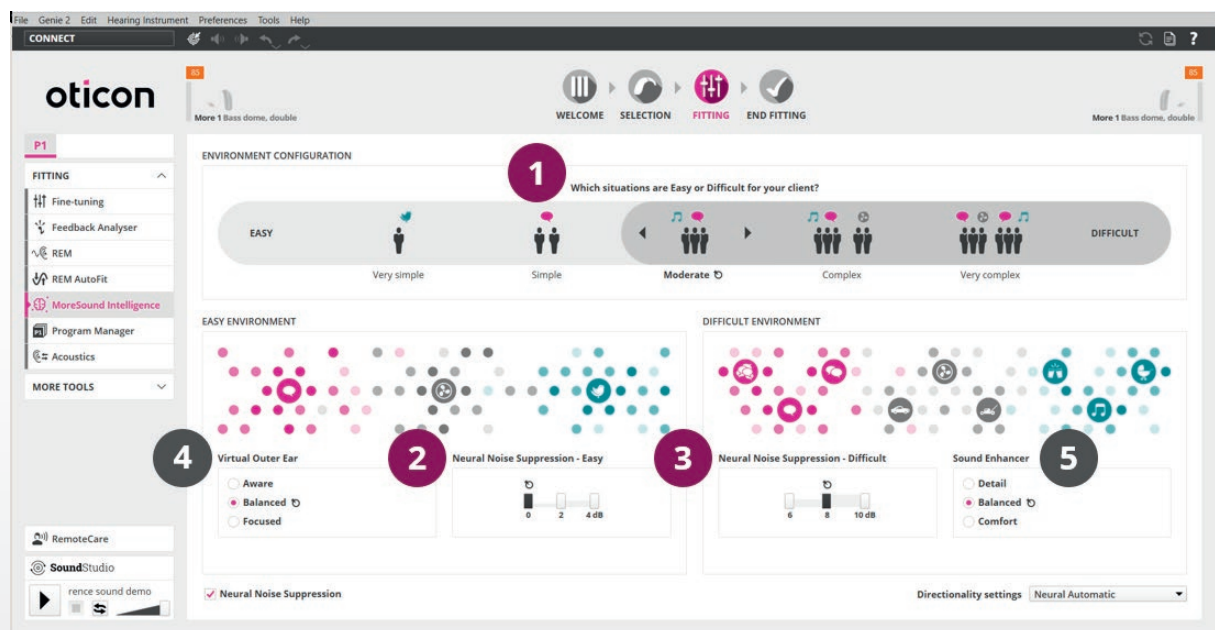 File Genie 2 Edit Hearing Instrument Preferences Tools Help
CONNECT
?
oticon
85
More 1 Bass dome, double
WELCOME SELECTION FITTING END FITTING
85
More 1 Bass dome, double
P1
FITTING
Fine-tuning
Feedback Analyser
REM
REM AutoFit
MoreSound Intelligence
P1 Program Manager
Acoustics
MORE TOOLS
RemoteCare
SoundStudio
rence sound demo
ENVIRONMENT CONFIGURATION
1
Which situations are Easy or Difficult for your client?
EASY
DIFFICULT
Very simple Simple Moderate Complex Very complex
EASY ENVIRONMENT
4
Virtual Outer Ear
Aware
Balanced
Focused
2
Neural Noise Suppression - Easy
0 2 4 dB
DIFFICULT ENVIRONMENT
3
Neural Noise Suppression - Difficult
6 8 10 dB
Sound Enhancer
5
Detail
Balanced
Comfort
Neural Noise Suppression
Directionality settings Neural Automatic